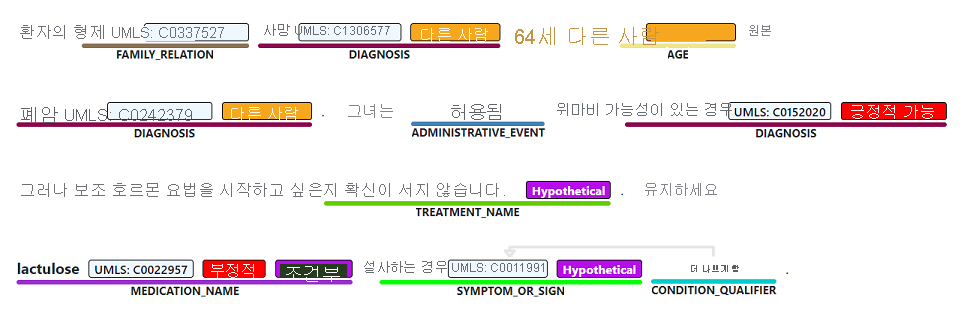 환자의 형제 UMLS: C0337527 사망 UMLS: C1306577 다른 사람 64세 다른 사람 원본
FAMILY_RELATION DIAGNOSIS AGE
폐암 UMLS: C0242379 다른 사람 . 그녀는 허용됨 위마비 가능성이 있는 경우 UMLS: C0152020 긍정적 가능
DIAGNOSIS ADMINISTRATIVE_EVENT DIAGNOSIS
그러나 보조 호르몬 요법을 시작하고 싶은지 확신이 서지 않습니다. Hypothetical . 유지하세요
TREATMENT_NAME
lactulose UMLS: C0022957 부정적 조건부 설사하는 경우 UMLS: C0011991 Hypothetical 더 나쁘게 함 .
MEDICATION_NAME SYMPTOM_OR_SIGN CONDITION_QUALIFIER